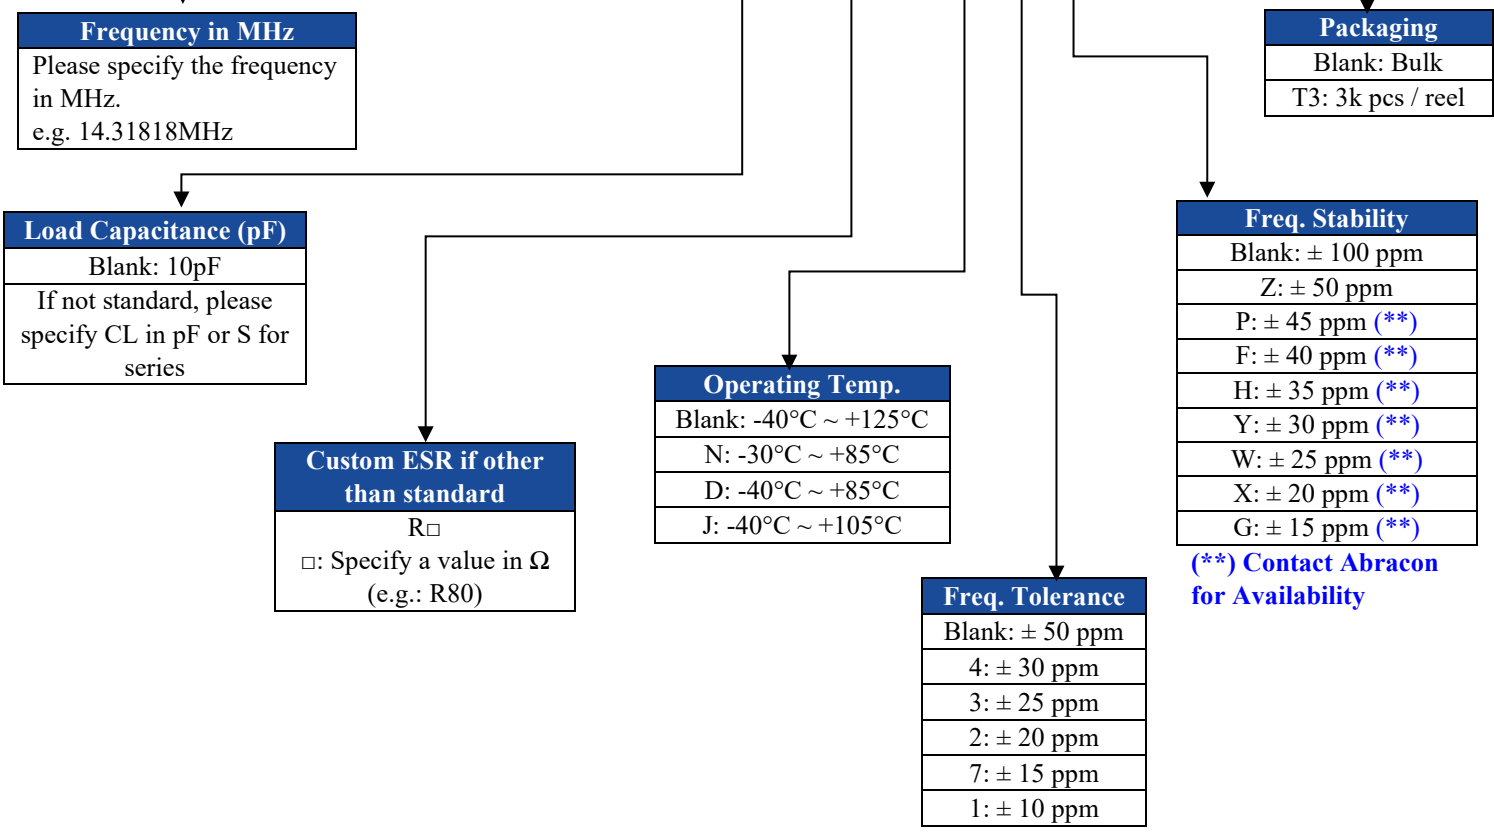 Frequency in MHz
Please specify the frequency
in MHz.
e.g. 14.31818MHz
Packaging
Blank: Bulk
T3: 3k pcs / reel
Load Capacitance (pF)
Blank: 10pF
If not standard, please
specify CL in pF or S for
series
Custom ESR if other
than standard
R□
□: Specify a value in Ω
(e.g.: R80)
Operating Temp.
Blank: -40°C ~ +125°C
N: -30°C ~ +85°C
D: -40°C ~ +85°C
J: -40°C ~ +105°C
Freq. Tolerance
Blank: ± 50 ppm
4: ± 30 ppm
3: ± 25 ppm
2: ± 20 ppm
7: ± 15 ppm
1: ± 10 ppm
Freq. Stability
Blank: ± 100 ppm
Z: ± 50 ppm
P: ± 45 ppm (**)
F: ± 40 ppm (**)
H: ± 35 ppm (**)
Y: ± 30 ppm (**)
W: ± 25 ppm (**)
X: ± 20 ppm (**)
G: ± 15 ppm (**)
(**) Contact Abracon
for Availability